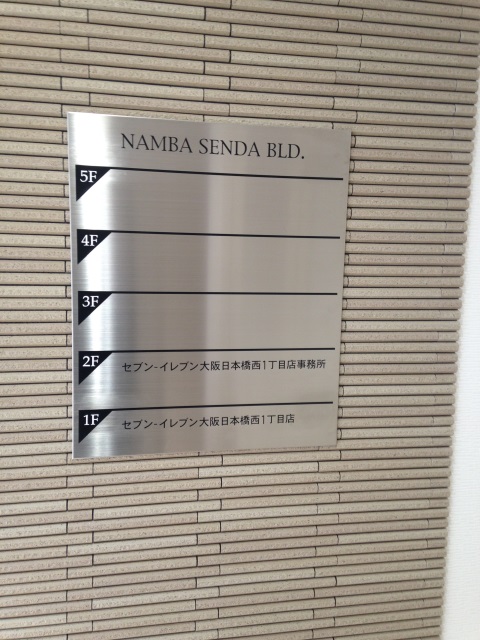 NAMBA SENDA BLD.
5F
4F
3F
2F セブン-イレブン大阪日本橋西1丁目店事務所
1F セブン-イレブン大阪日本橋西1丁目店